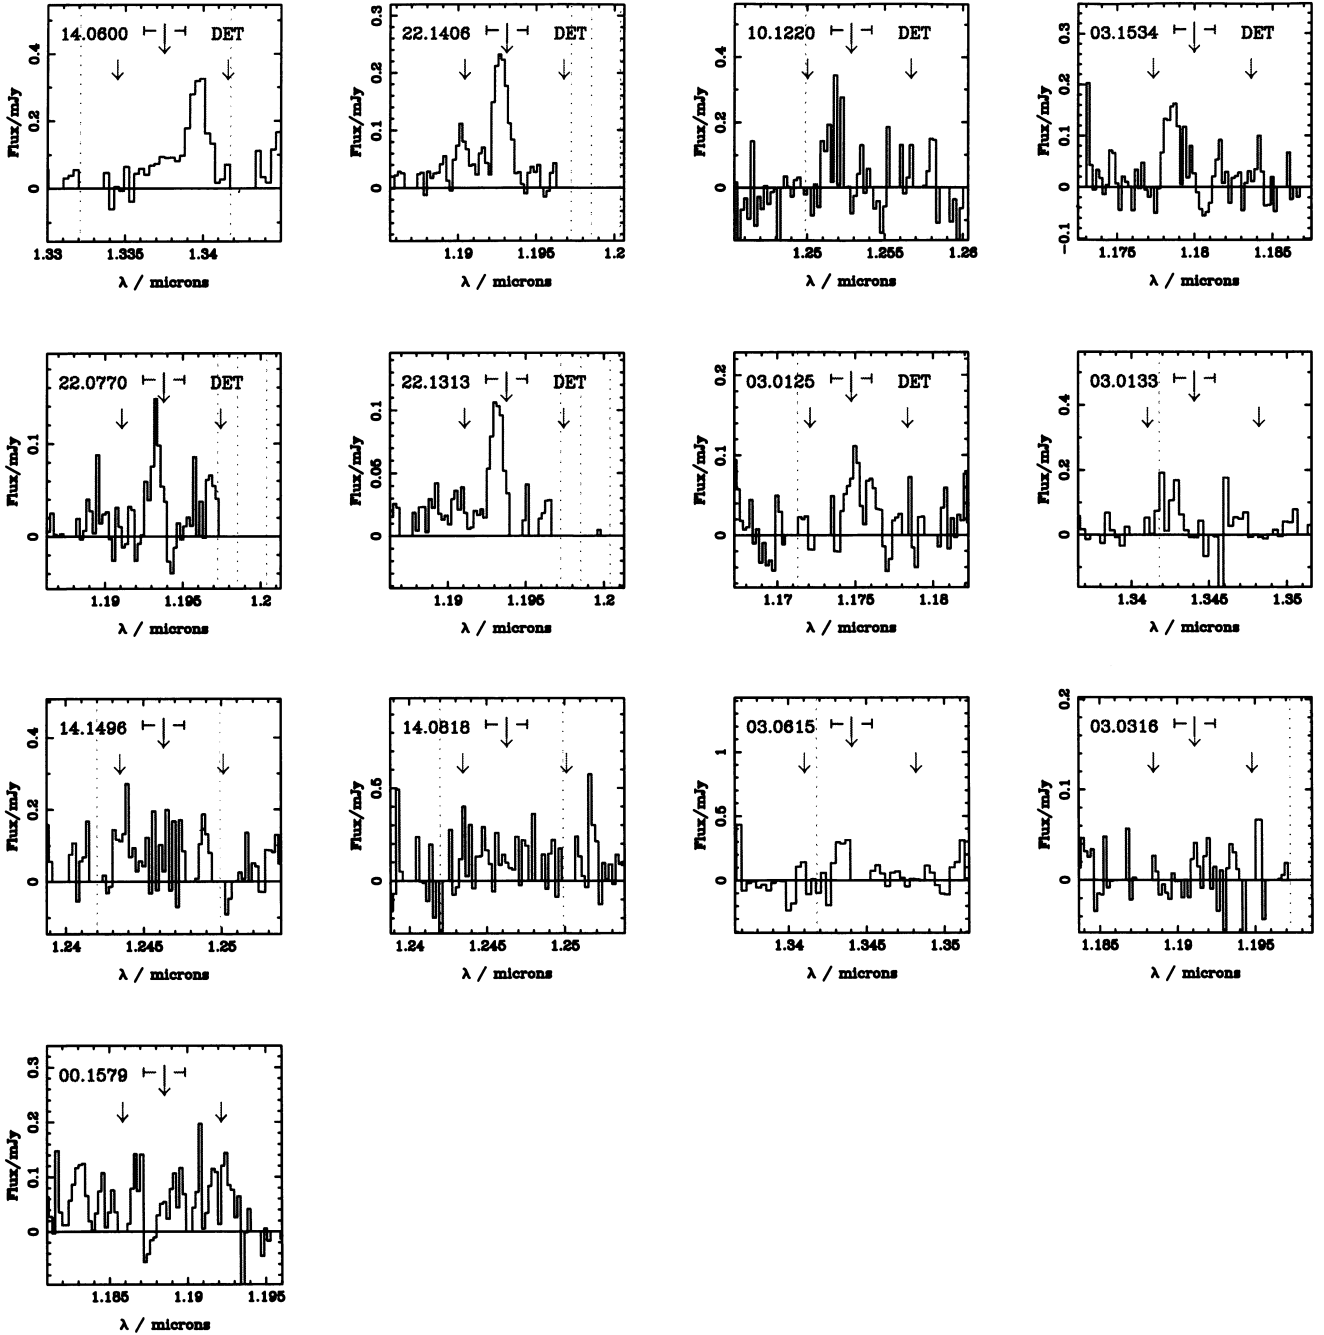 14.0600 DET
Flux/mJy
0.4
0.2
0
1.33 1.335 1.34
λ / microns
22.1406 DET
Flux/mJy
0.3
0.2
0.1
0
1.19 1.195 1.2
λ / microns
10.1220 DET
Flux/mJy
0.4
0.2
0
1.25 1.255 1.26
λ / microns
03.1534 DET
Flux/mJy
0.3
0.2
0.1
0
−0.1
1.175 1.18 1.185
λ / microns
22.0770 DET
Flux/mJy
0.1
0
1.19 1.195 1.2
λ / microns
22.1313 DET
Flux/mJy
0.1
0.05
0
1.19 1.195 1.2
λ / microns
03.0125 DET
Flux/mJy
0.2
0.1
0
1.17 1.175 1.18
λ / microns
03.0133
Flux/mJy
0.4
0.2
0
1.34 1.345 1.35
λ / microns
14.1496
Flux/mJy
0.4
0.2
0
1.24 1.245 1.25
λ / microns
14.0818
Flux/mJy
0.5
0
1.24 1.245 1.25
λ / microns
03.0615
Flux/mJy
1
0.5
0
1.34 1.345 1.35
λ / microns
03.0316
Flux/mJy
0.2
0.1
0
1.185 1.19 1.195
λ / microns
00.1579
Flux/mJy
0.3
0.2
0.1
0
1.185 1.19 1.195
λ / microns